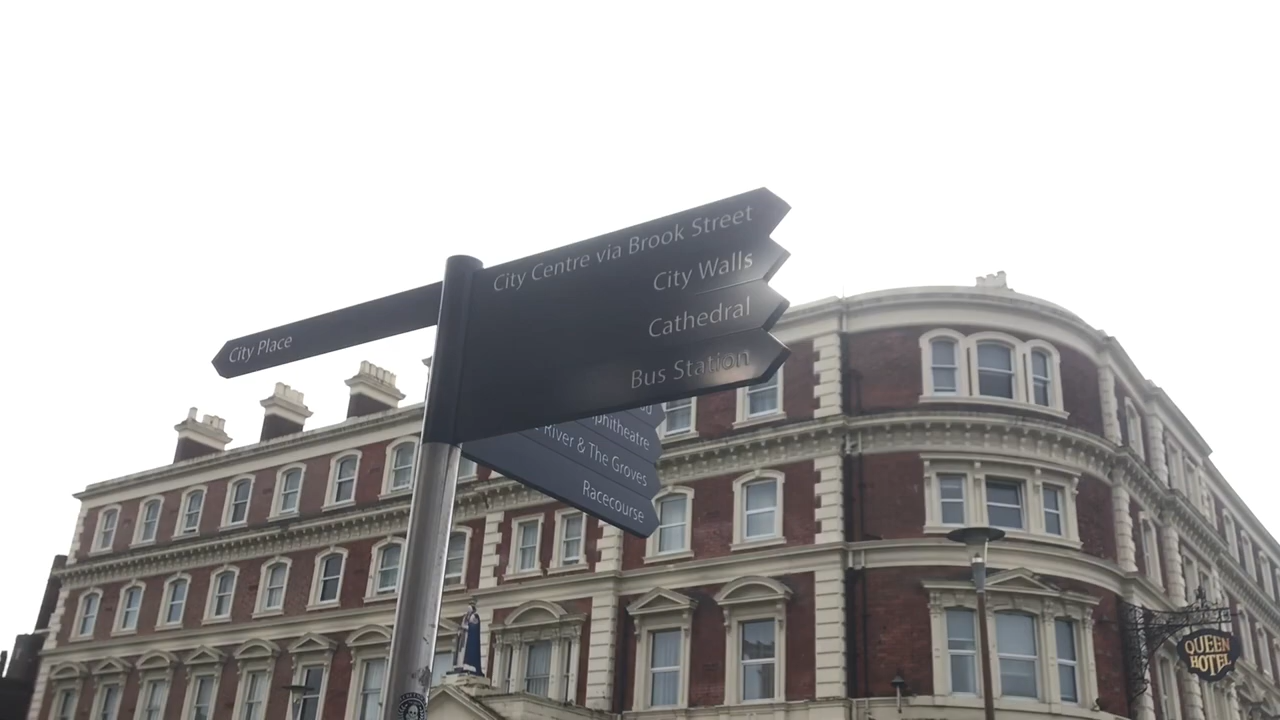 City Centre via Brook Street
City Walls
Cathedral
Bus Station
City Place
River & The Groves
Racecourse
QUEEN
HOTEL